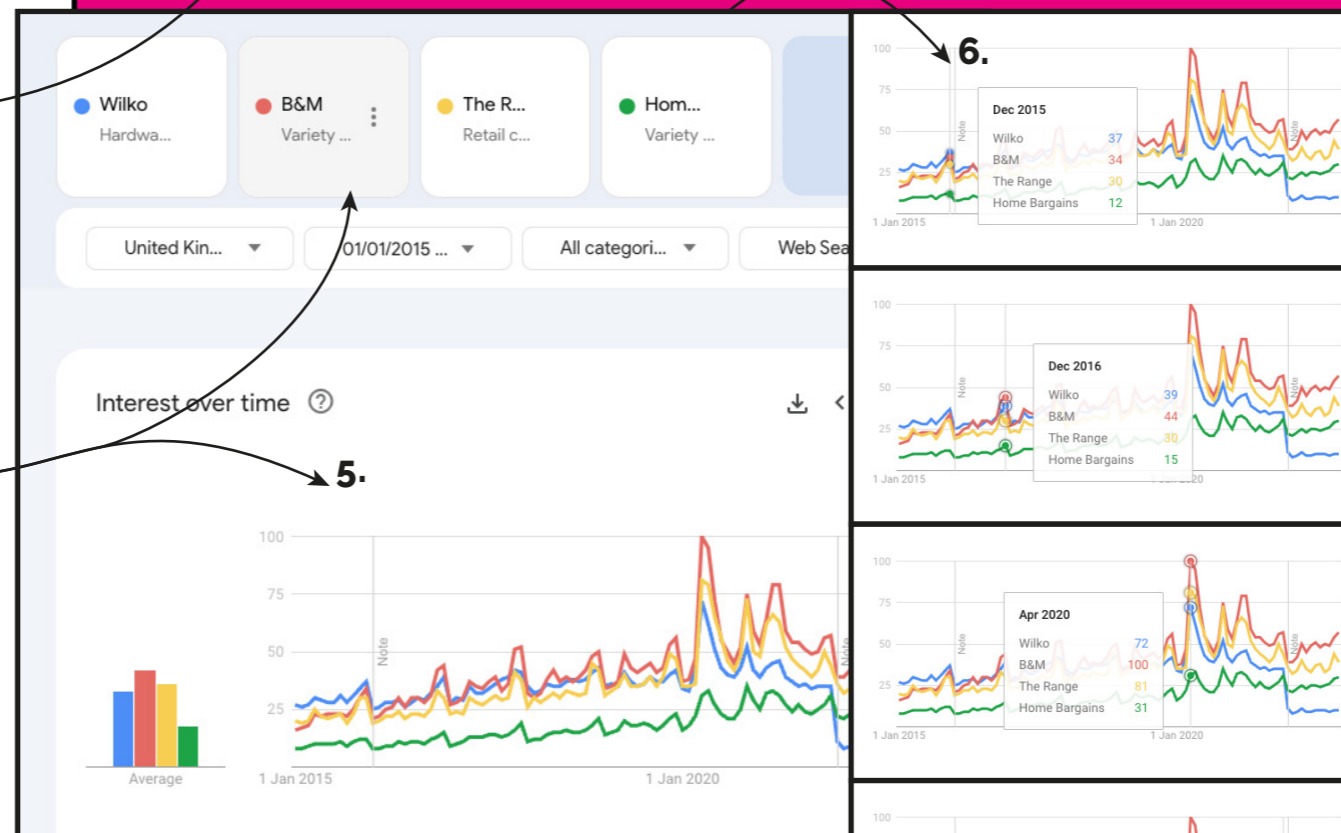 Wilko
Hardwa...
B&M
Variety ...
The R...
Retail c...
Hom...
Variety ...
United Kin...
01/01/2015 ...
All categori...
Web Sea
Interest over time
5.
100
75
50
25
Note
Note
Average
1 Jan 2015
1 Jan 2020
6.
100
75
50
25
Note
Note
Dec 2015
Wilko 37
B&M 34
The Range 30
Home Bargains 12
1 Jan 2015
1 Jan 2020
100
75
50
25
Note
Note
Dec 2016
Wilko 39
B&M 44
The Range 30
Home Bargains 15
1 Jan 2015
20
100
75
50
25
Note
Note
Apr 2020
Wilko 72
B&M 100
The Range 81
Home Bargains 31
1 Jan 2015
1 Jan 2020
100